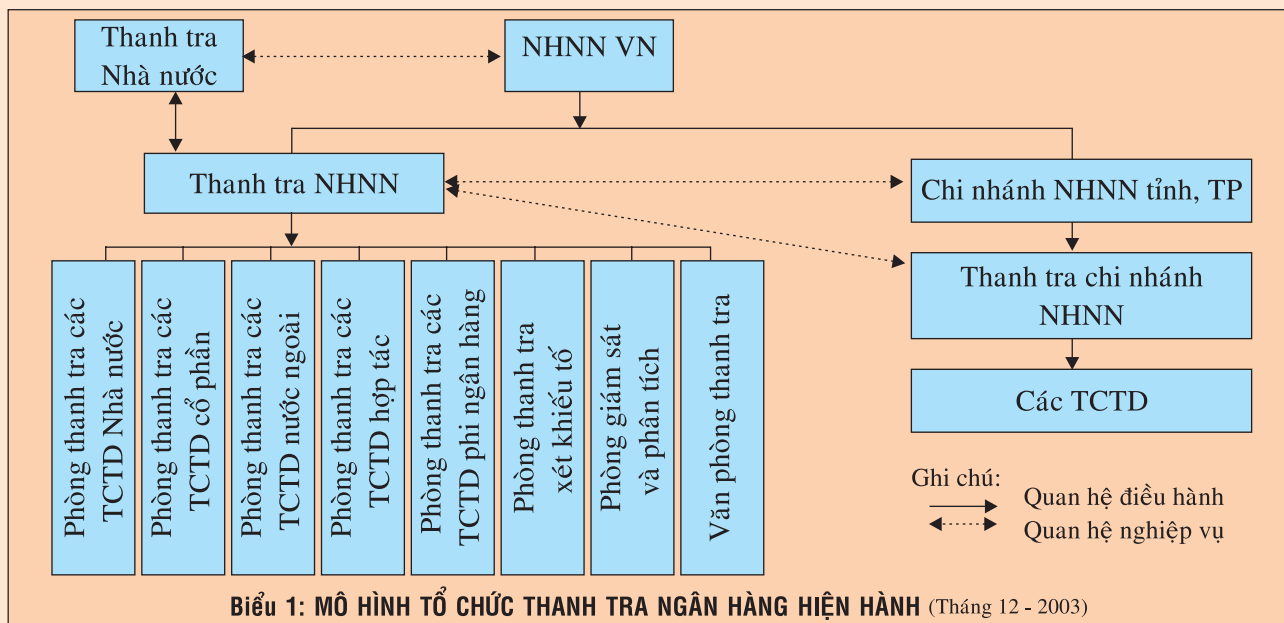 Thanh tra
Nhà nước
NHNN VN
Thanh tra NHNN
Chi nhánh NHNN tỉnh, TP
Thanh tra chi nhánh
NHNN
Các TCTD
Phòng thanh tra các
TCTD Nhà nước
Phòng thanh tra các
TCTD cổ phần
Phòng thanh tra các
TCTD nước ngoài
Phòng thanh tra các
TCTD hợp tác
Phòng thanh tra các
TCTD phi ngân hàng
Phòng thanh tra
xét khiếu tố
Phòng giám sát
và phân tích
Văn phòng thanh tra
Ghi chú:
Quan hệ điều hành
Quan hệ nghiệp vụ
Biểu 1: MÔ HÌNH TỔ CHỨC THANH TRA NGÂN HÀNG HIỆN HÀNH (Tháng 12 - 2003)